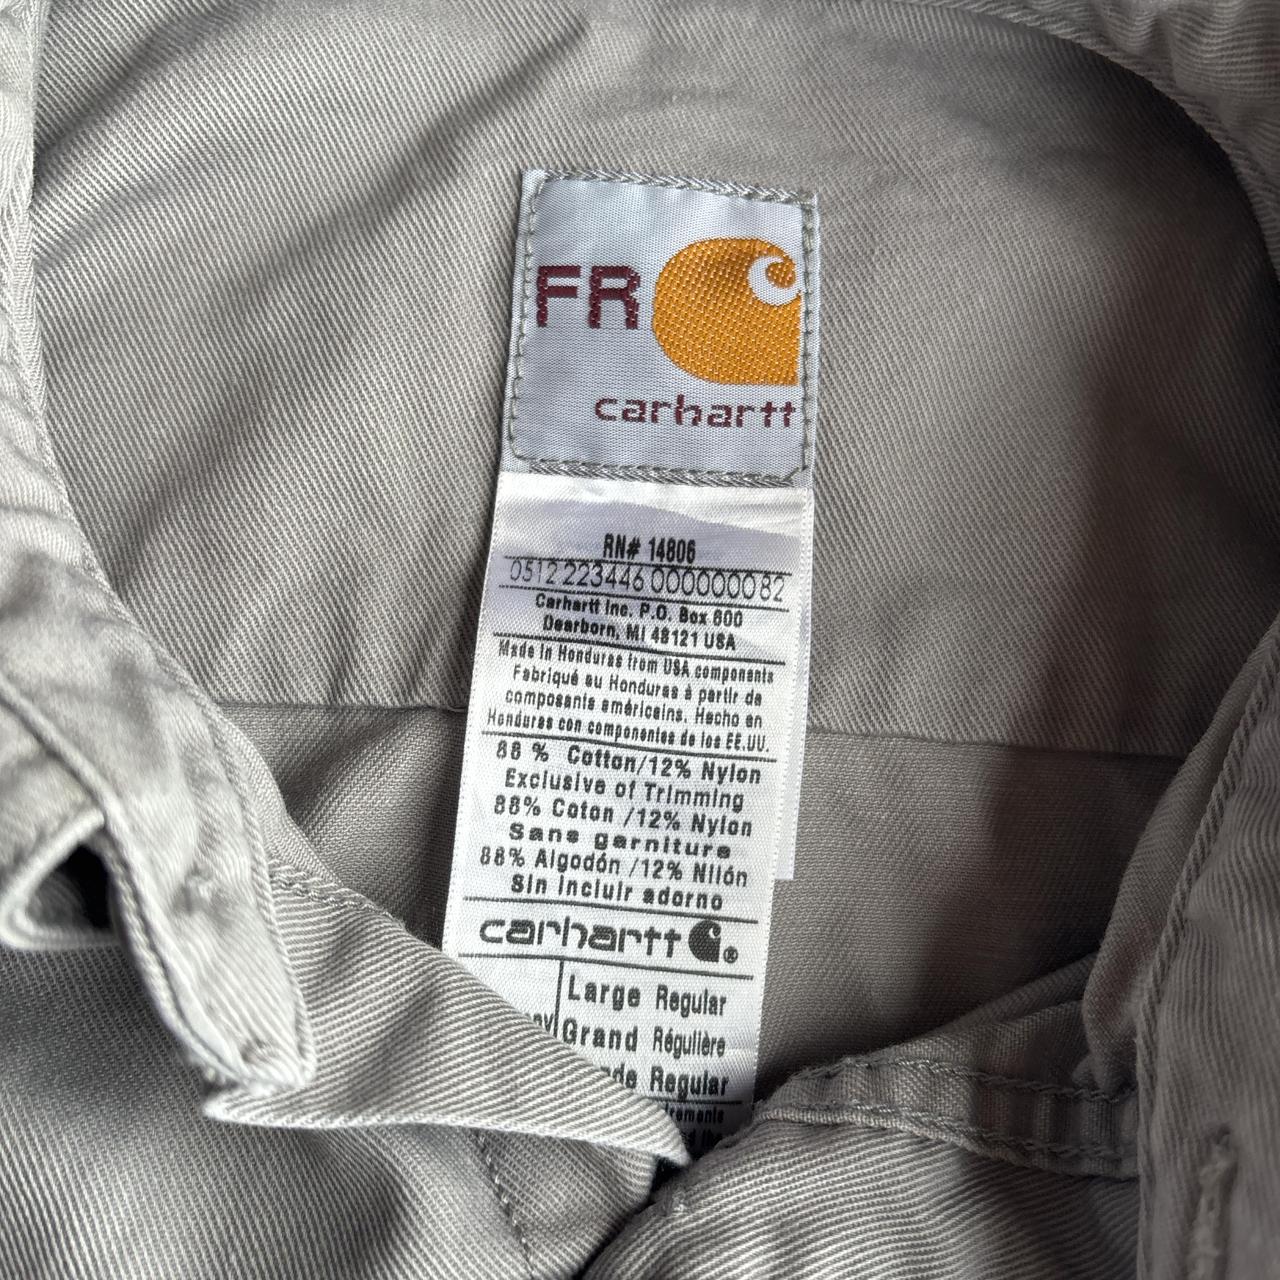 FR
carhartt
RN# 14806
0512 223446 000000082
Carhartt Inc. P.O. Box 600
Dearborn, MI 48121 USA
Made in Honduras from USA components
Fabriqué au Honduras à partir de
composants américains. Hecho en
Honduras con componentes de los EE.UU.
88 % Cotton/12% Nylon
Exclusive of Trimming
88% Coton /12% Nylon
Sans garniture
88% Algodón /12% Nilón
Sin incluir adorno
carhartt ®
Large Regular
Grand Régulière
Regular